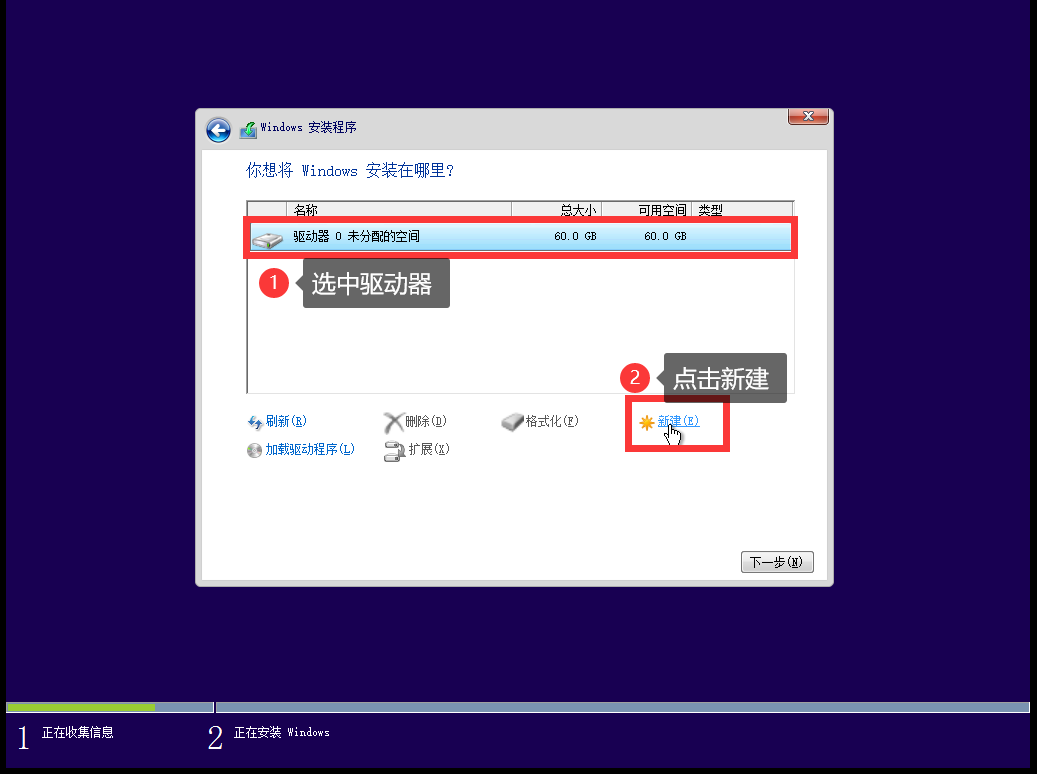 Windows 安装程序
你想将 Windows 安装在哪里?
名称 总大小 可用空间 类型
驱动器 0 未分配的空间 60.0 GB 60.0 GB
1 选中驱动器
2 点击新建
刷新(R) 删除(D) 格式化(F) 新建(E)
加载驱动程序(L) 扩展(X)
下一步(N)
1 正在收集信息 2 正在安装 Windows